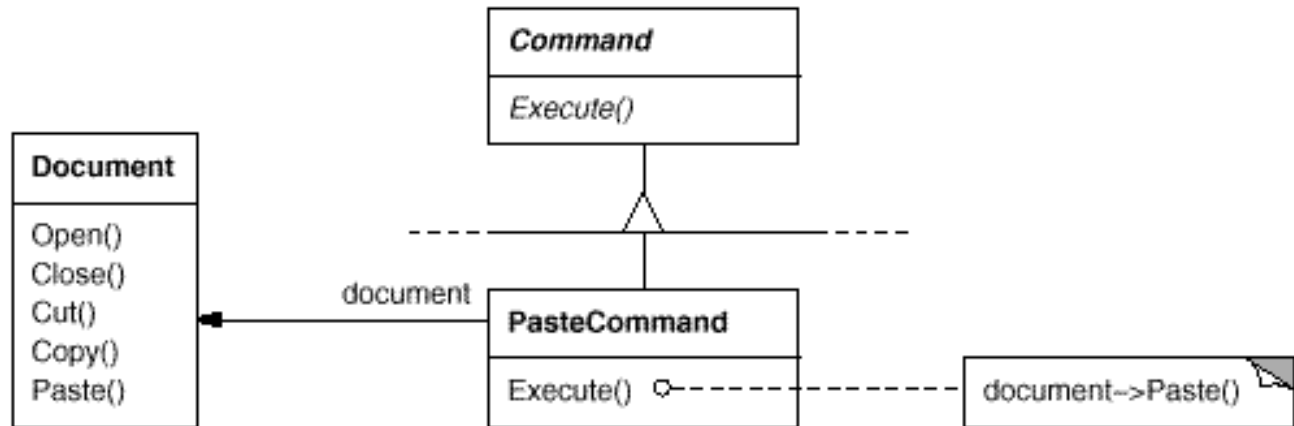 Command
Execute()
Document
Open()
Close()
Cut()
Copy()
Paste()
document
PasteCommand
Execute()
document->Paste()